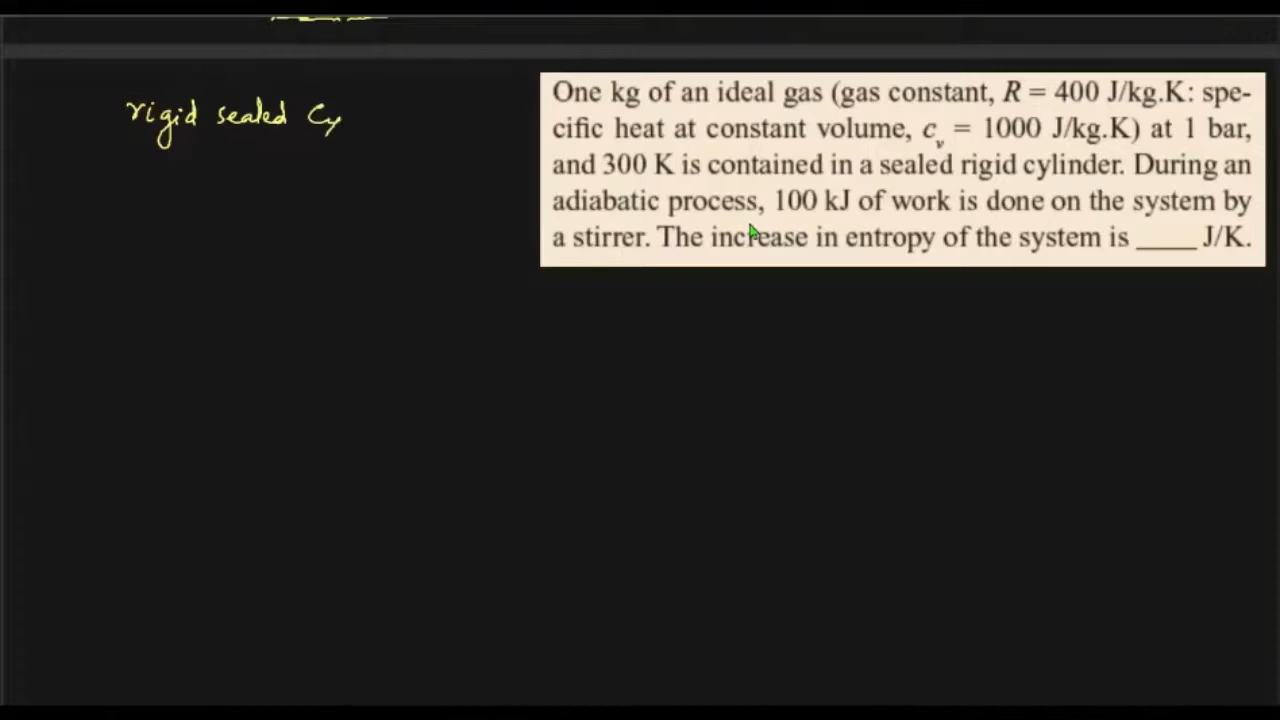 rigid sealed Cy
One kg of an ideal gas (gas constant, R = 400 J/kg.K: spe-
cific heat at constant volume, cv = 1000 J/kg.K) at 1 bar,
and 300 K is contained in a sealed rigid cylinder. During an
adiabatic process, 100 kJ of work is done on the system by
a stirrer. The increase in entropy of the system is ____ J/K.